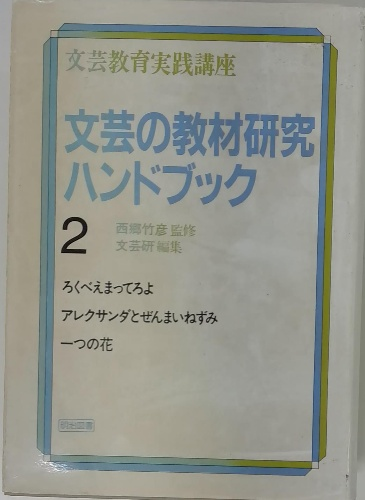 文芸教育実践講座
文芸の教材研究
ハンドブック
2
西郷竹彦 監修
文芸研 編集
ろくべえまってろよ
アレクサンダとぜんまいねずみ
一つの花
明治図書